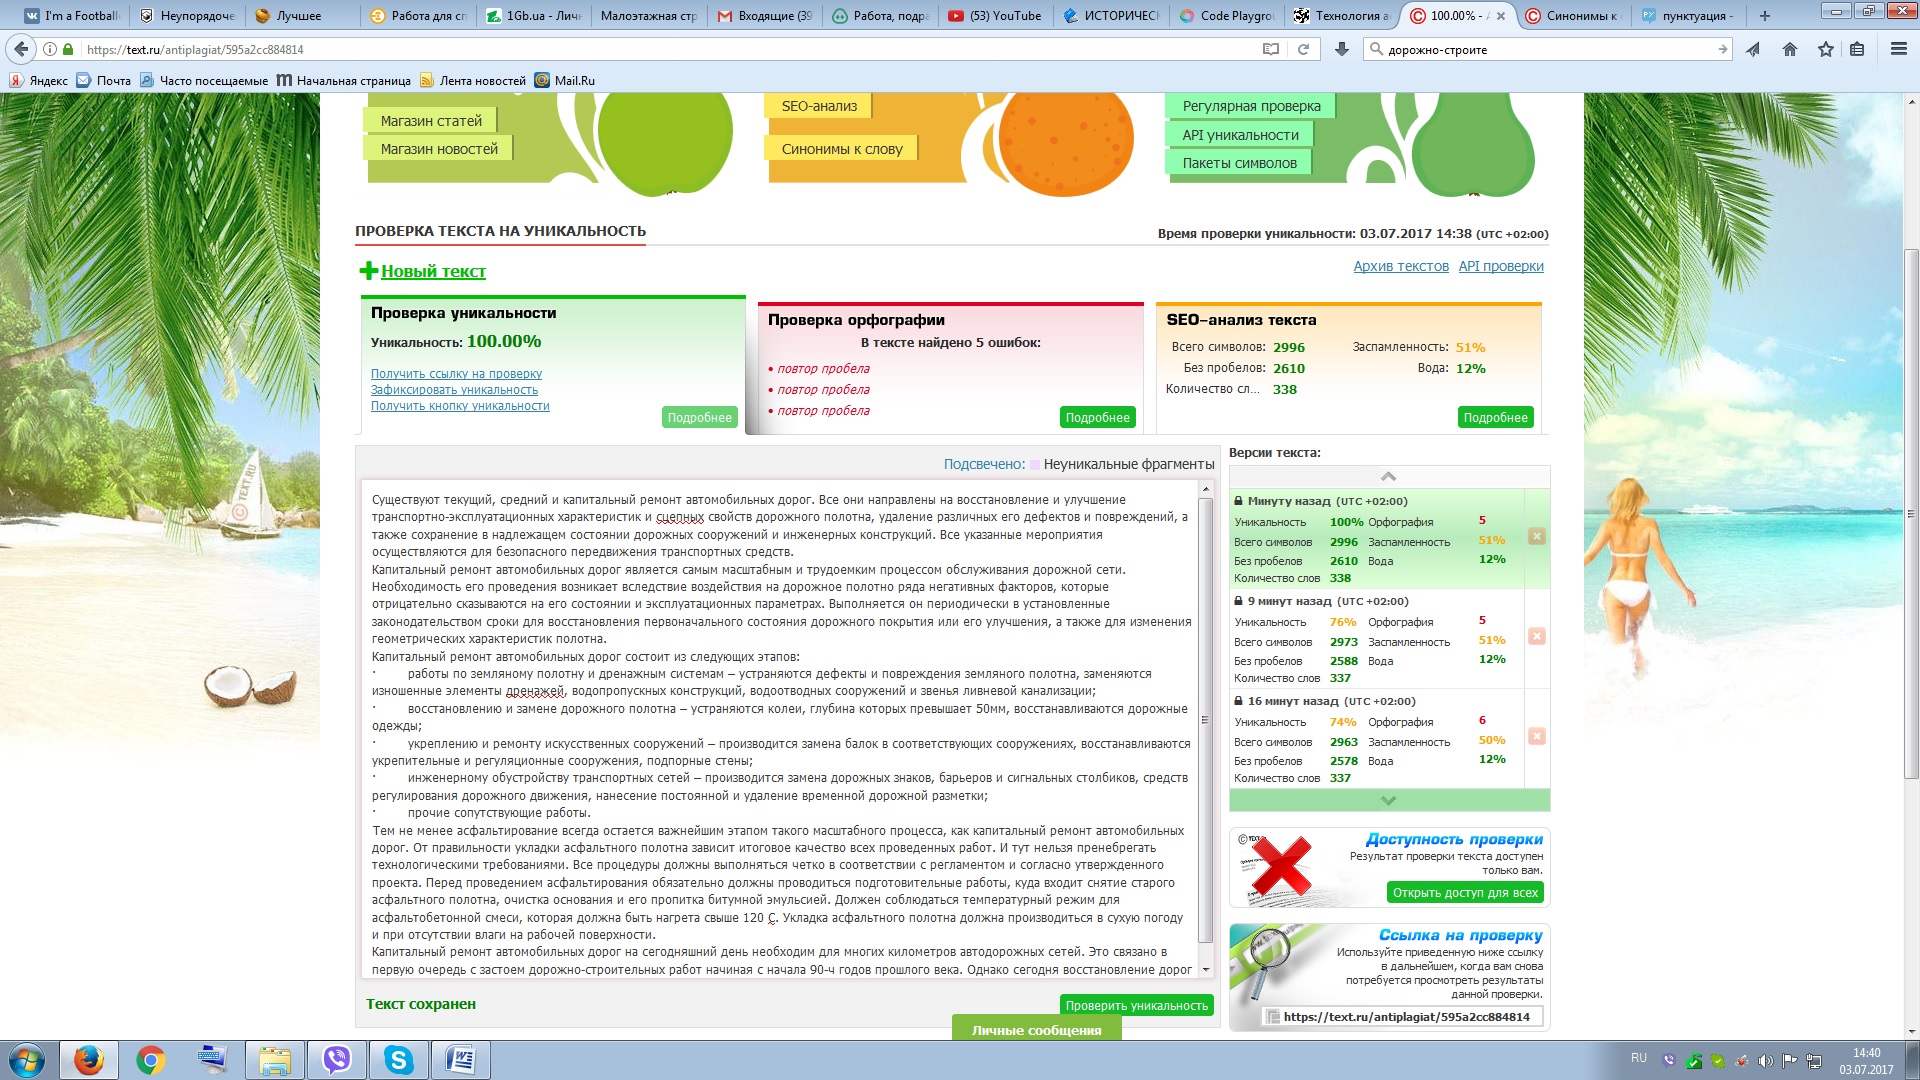 I'm a Footballe
Неупорядоче
Лучшее
Работа для сп
1Gb.ua - Личн
Малоэтажная стр
Входящие (39
Работа, подра
(53) YouTube
ИСТОРИЧЕС
Code Playgrou
Технология ас
100.00% - А
Синонимы к с
пунктуация -
https://text.ru/antiplagiat/595a2cc884814
дорожно-строите
Яндекс Почта Часто посещаемые Начальная страница Лента новостей Mail.Ru
Магазин статей
Магазин новостей
SEO-анализ
Синонимы к слову
Регулярная проверка
API уникальности
Пакеты символов
ПРОВЕРКА ТЕКСТА НА УНИКАЛЬНОСТЬ
Время проверки уникальности: 03.07.2017 14:38 (UTC +02:00)
Новый текст
Архив текстов API проверки
Проверка уникальности
Уникальность: 100.00%
Получить ссылку на проверку
Зафиксировать уникальность
Получить кнопку уникальности
Подробнее
Проверка орфографии
В тексте найдено 5 ошибок:
• повтор пробела
• повтор пробела
• повтор пробела
Подробнее
SEO-анализ текста
Всего символов: 2996 Заспамленность: 51%
Без пробелов: 2610 Вода: 12%
Количество сл... 338
Подробнее
Подсвечено: Неуникальные фрагменты
Существуют текущий, средний и капитальный ремонт автомобильных дорог. Все они направлены на восстановление и улучшение
транспортно-эксплуатационных характеристик и сцепных свойств дорожного полотна, удаление различных его дефектов и повреждений, а
также сохранение в надлежащем состоянии дорожных сооружений и инженерных конструкций. Все указанные мероприятия
осуществляются для безопасного передвижения транспортных средств.
Капитальный ремонт автомобильных дорог является самым масштабным и трудоемким процессом обслуживания дорожной сети.
Необходимость его проведения возникает вследствие воздействия на дорожное полотно ряда негативных факторов, которые
отрицательно сказываются на его состоянии и эксплуатационных параметрах. Выполняется он периодически в установленные
законодательством сроки для восстановления первоначального состояния дорожного покрытия или его улучшения, а также для изменения
геометрических характеристик полотна.
Капитальный ремонт автомобильных дорог состоит из следующих этапов:
· работы по земляному полотну и дренажным системам – устраняются дефекты и повреждения земляного полотна, заменяются
изношенные элементы дренажей, водопропускных конструкций, водоотводных сооружений и звенья ливневой канализации;
· восстановлению и замене дорожного полотна – устраняются колеи, глубина которых превышает 50мм, восстанавливаются дорожные
одежды;
· укреплению и ремонту искусственных сооружений – производится замена балок в соответствующих сооружениях, восстанавливаются
укрепительные и регуляционные сооружения, подпорные стены;
· инженерному обустройству транспортных сетей – производится замена дорожных знаков, барьеров и сигнальных столбиков, средств
регулирования дорожного движения, нанесение постоянной и удаление временной дорожной разметки;
· прочие сопутствующие работы.
Тем не менее асфальтирование всегда остается важнейшим этапом такого масштабного процесса, как капитальный ремонт автомобильных
дорог. От правильности укладки асфальтного полотна зависит итоговое качество всех проведенных работ. И тут нельзя пренебрегать
технологическими требованиями. Все процедуры должны выполняться четко в соответствии с регламентом и согласно утвержденного
проекта. Перед проведением асфальтирования обязательно должны проводиться подготовительные работы, куда входит снятие старого
асфальтного полотна, очистка основания и его пропитка битумной эмульсией. Должен соблюдаться температурный режим для
асфальтобетонной смеси, которая должна быть нагрета свыше 120 С. Укладка асфальтного полотна должна производиться в сухую погоду
и при отсутствии влаги на рабочей поверхности.
Капитальный ремонт автомобильных дорог на сегодняшний день необходим для многих километров автодорожных сетей. Это связано в
первую очередь с застоем дорожно-строительных работ начиная с начала 90-ч годов прошлого века. Однако сегодня восстановление дорог
Текст сохранен
Проверить уникальность
Личные сообщения
Версии текста:
Минуту назад (UTC +02:00)
Уникальность 100% Орфография 5
Всего символов 2996 Заспамленность 51%
Без пробелов 2610 Вода 12%
Количество слов 338
9 минут назад (UTC +02:00)
Уникальность 76% Орфография 5
Всего символов 2973 Заспамленность 51%
Без пробелов 2588 Вода 12%
Количество слов 337
16 минут назад (UTC +02:00)
Уникальность 74% Орфография 6
Всего символов 2963 Заспамленность 50%
Без пробелов 2578 Вода 12%
Количество слов 337
Доступность проверки
Результат проверки текста доступен
только вам.
Открыть доступ для всех
Ссылка на проверку
Используйте приведенную ниже ссылку
в дальнейшем, когда вам снова
потребуется просмотреть результаты
данной проверки.
https://text.ru/antiplagiat/595a2cc884814
©TEXT.RU
RU
14:40
03.07.2017